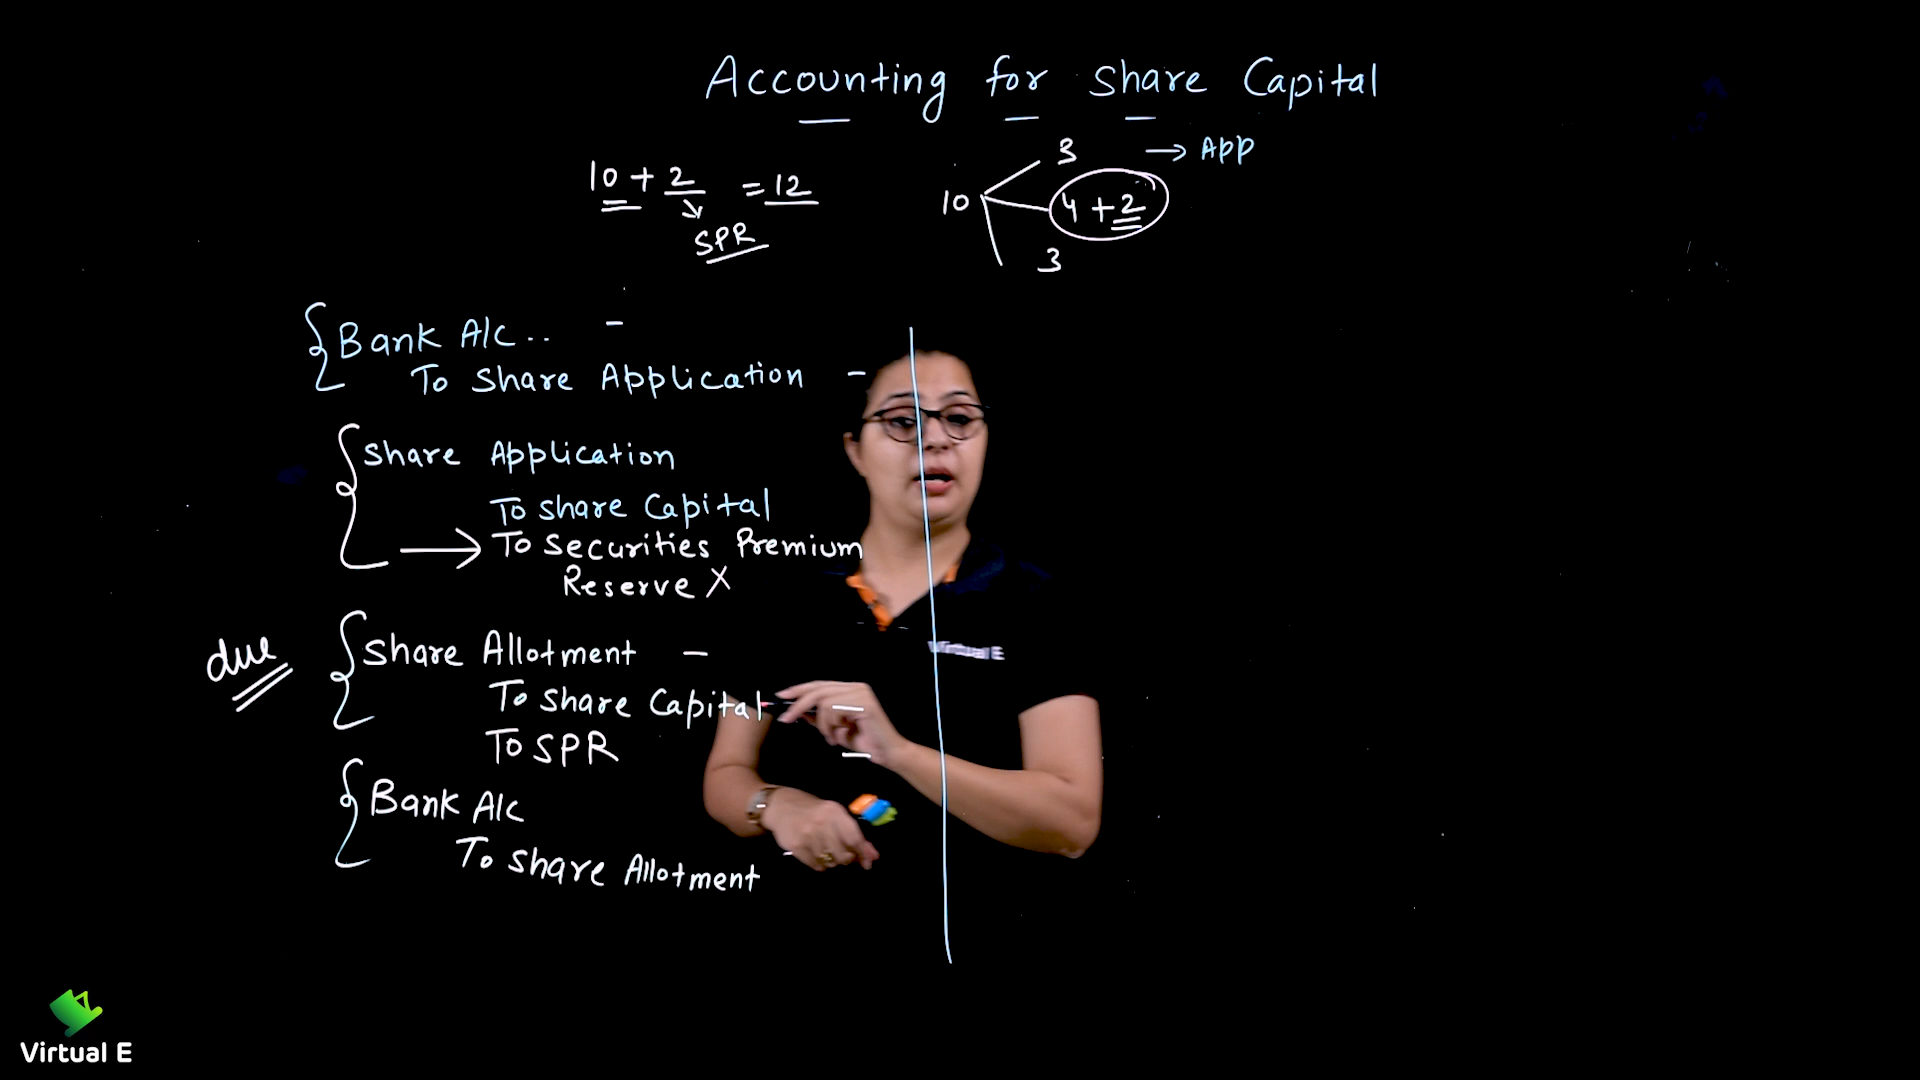 Accounting for Share Capital
10 + 2 = 12
SPR
10
3 → APP
4 + 2
3
Bank A/c .. –
To Share Application –
Share Application
To Share Capital
→ To Securities Premium
Reserve X
due
Share Allotment –
To Share Capital –
To SPR –
Bank A/c
To Share Allotment -
Virtual E
Virtual E